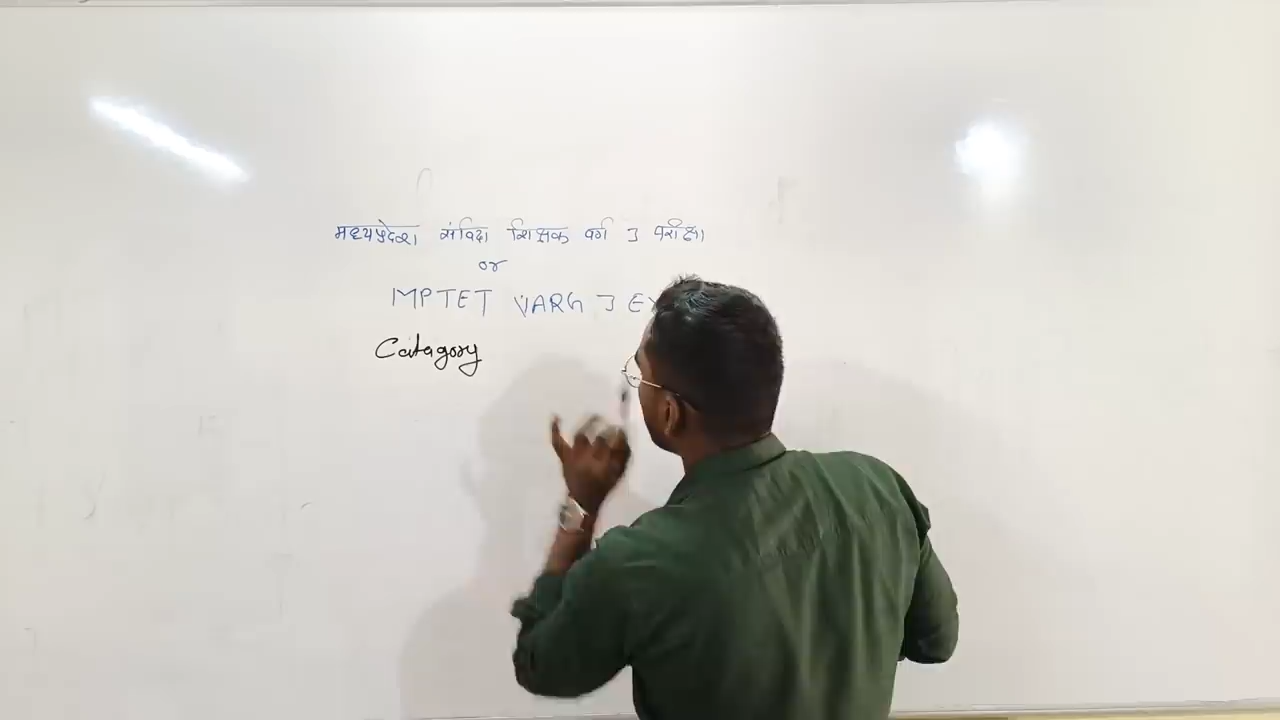 मध्यप्रदेश संविदा शिक्षक वर्ग 3 परीक्षा
or
MPTET VARG 3
Catagory